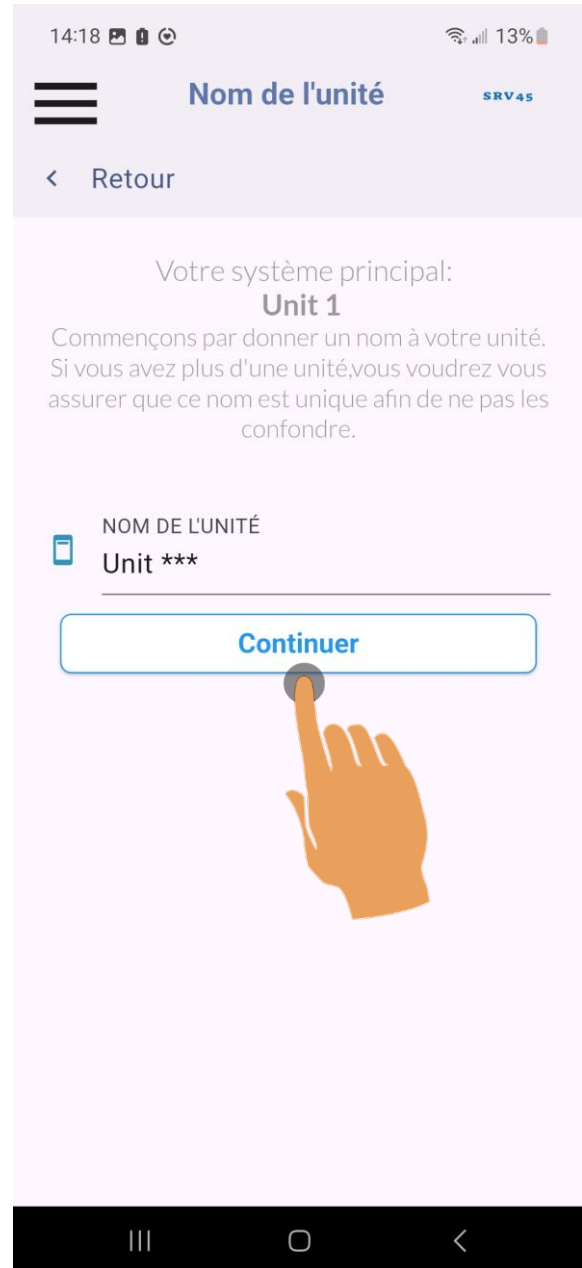 14:18 13%
Nom de l'unité SRV45
Retour
Votre système principal:
Unit 1
Commençons par donner un nom à votre unité.
Si vous avez plus d'une unité,vous voudrez vous
assurer que ce nom est unique afin de ne pas les
confondre.
NOM DE L'UNITÉ
Unit ***
Continuer